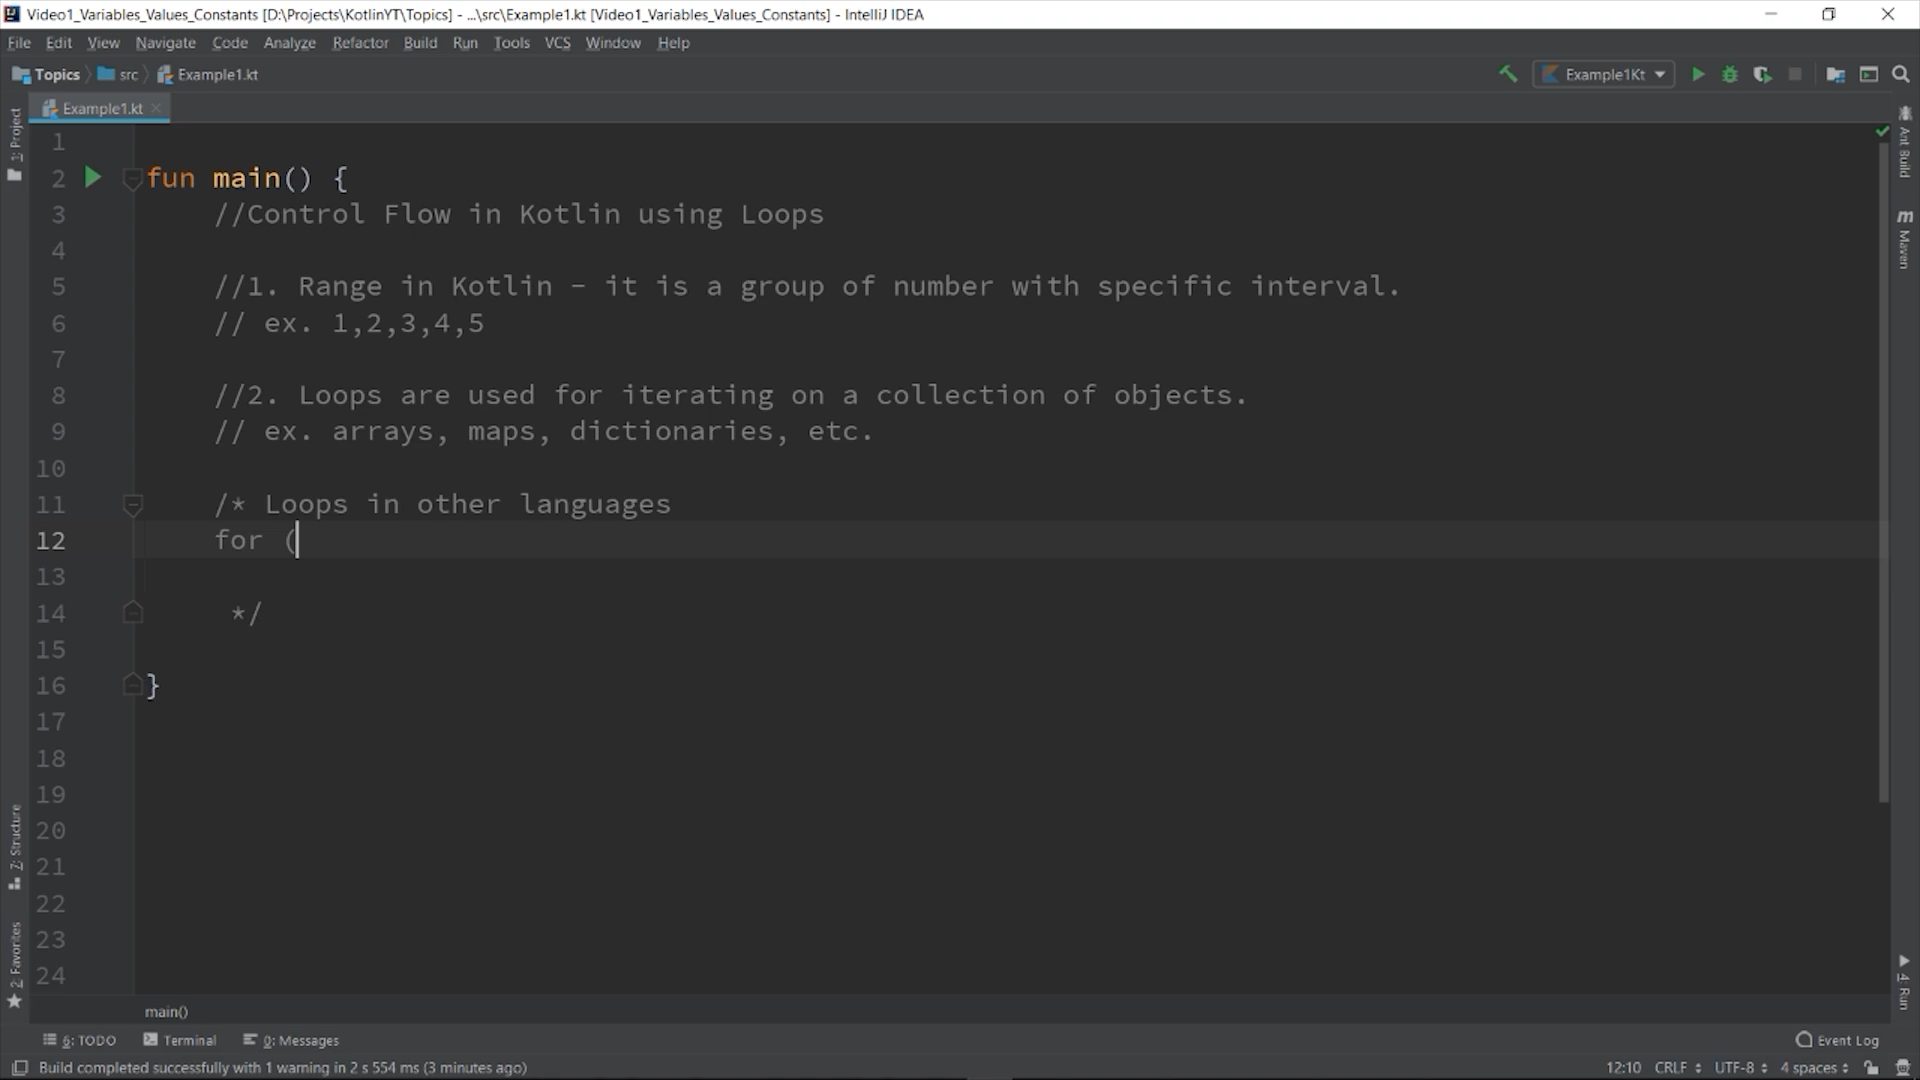 Video1_Variables_Values_Constants [D:\Projects\KotlinYT\Topics] - ...\src\Example1.kt [Video1_Variables_Values_Constants] - IntelliJ IDEA
File Edit View Navigate Code Analyze Refactor Build Run Tools VCS Window Help
Topics src Example1.kt Example1Kt
Example1.kt
1: Project
Ant Build
Maven
1
2 fun main() {
3 //Control Flow in Kotlin using Loops
4
5 //1. Range in Kotlin - it is a group of number with specific interval.
6 // ex. 1,2,3,4,5
7
8 //2. Loops are used for iterating on a collection of objects.
9 // ex. arrays, maps, dictionaries, etc.
10
11 /* Loops in other languages
12 for (
13
14 */
15
16 }
17
18
19
20
21
22
23
24
Z: Structure
2: Favorites
4: Run
main()
6: TODO Terminal 0: Messages Event Log
Build completed successfully with 1 warning in 2 s 554 ms (3 minutes ago) 12:10 CRLF UTF-8 4 spaces